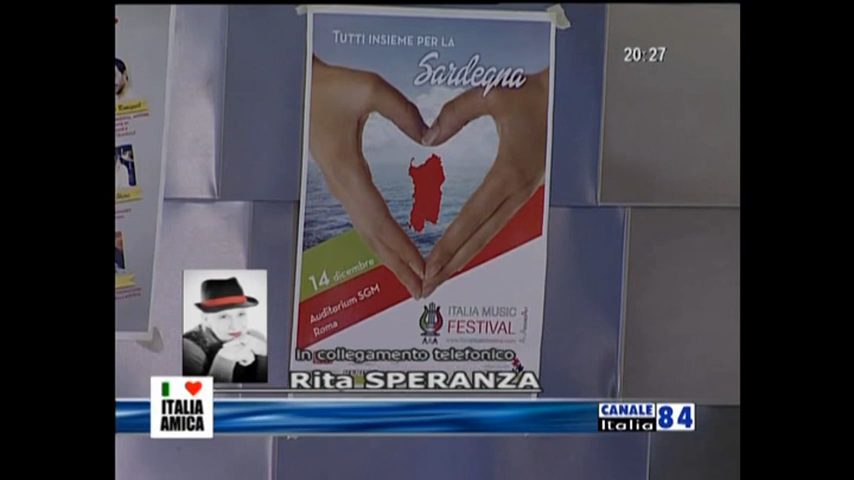 TUTTI INSIEME PER LA
Sardegna
20:27
14 dicembre
Auditorium SGM
Roma
ITALIA MUSIC
FESTIVAL
A&A
in collegamento telefonico
Rita SPERANZA
I
ITALIA
AMICA
CANALE
Italia
84